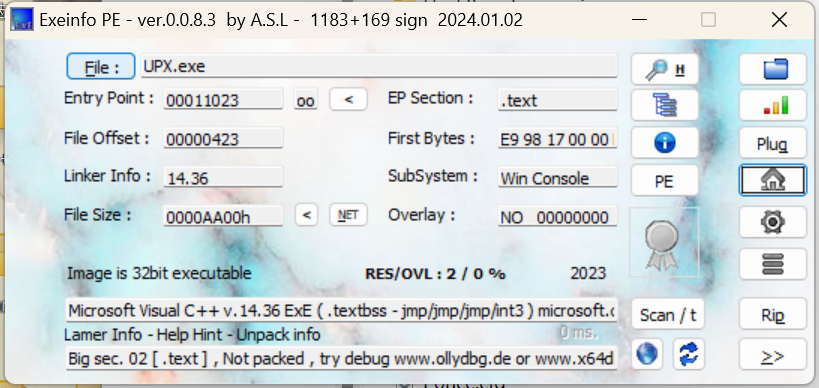 Exeinfo PE - ver.0.0.8.3 by A.S.L - 1183+169 sign 2024.01.02
File : UPX.exe H
Entry Point : 00011023 oo < EP Section : .text
File Offset : 00000423 First Bytes : E9 98 17 00 00 Plug
Linker Info : 14.36 SubSystem : Win Console PE
File Size : 0000AA00h < NET Overlay : NO 00000000
Image is 32bit executable RES/OVL : 2 / 0 % 2023
Microsoft Visual C++ v.14.36 ExE ( .textbss - jmp/jmp/jmp/int3 ) microsoft.c Scan / t Rip
Lamer Info - Help Hint - Unpack info 0 ms.
Big sec. 02 [ .text ] , Not packed , try debug www.ollydbg.de or www.x64d >>